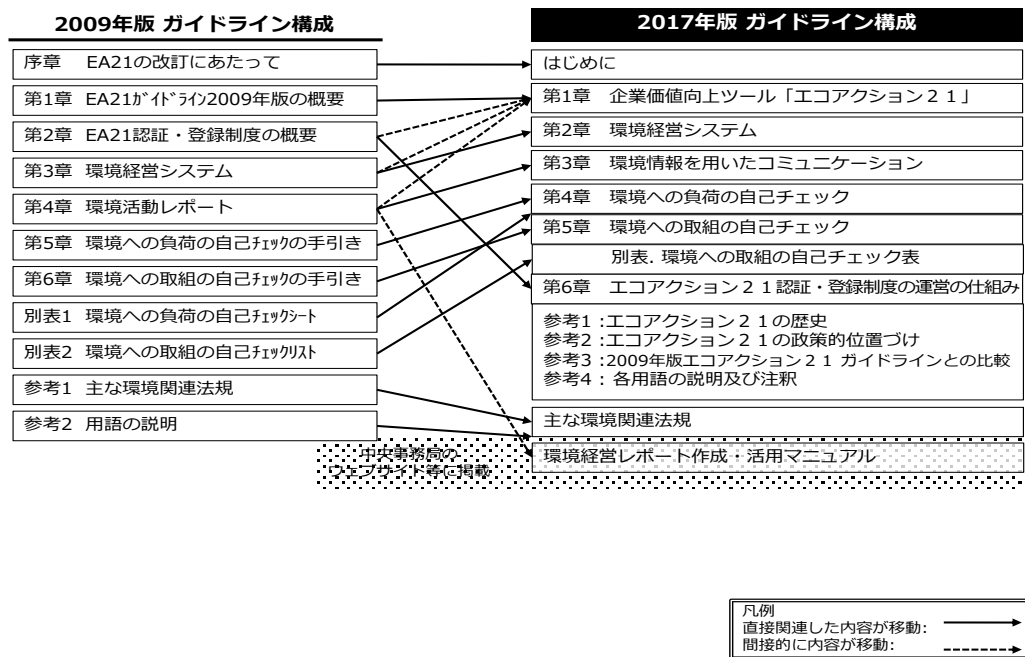 2009年版 ガイドライン構成
序章 EA21の改訂にあたって
第1章 EA21ｶﾞｲﾄﾞﾗｲﾝ2009年版の概要
第2章 EA21認証・登録制度の概要
第3章 環境経営システム
第4章 環境活動レポート
第5章 環境への負荷の自己ﾁｪｯｸの手引き
第6章 環境への取組の自己ﾁｪｯｸの手引き
別表1 環境への負荷の自己ﾁｪｯｸｼｰﾄ
別表2 環境への取組の自己ﾁｪｯｸﾘｽﾄ
参考1 主な環境関連法規
参考2 用語の説明
中央事務局の
ウェブサイト等に掲載
2017年版 ガイドライン構成
はじめに
第1章 企業価値向上ツール「エコアクション２１」
第2章 環境経営システム
第3章 環境情報を用いたコミュニケーション
第4章 環境への負荷の自己チェック
第5章 環境への取組の自己チェック
別表. 環境への取組の自己チェック表
第6章 エコアクション２１認証・登録制度の運営の仕組み
参考1：エコアクション２１の歴史
参考2：エコアクション２１の政策的位置づけ
参考3：2009年版エコアクション２１ ガイドラインとの比較
参考4：各用語の説明及び注釈
主な環境関連法規
環境経営レポート作成・活用マニュアル
凡例
直接関連した内容が移動:
間接的に内容が移動: